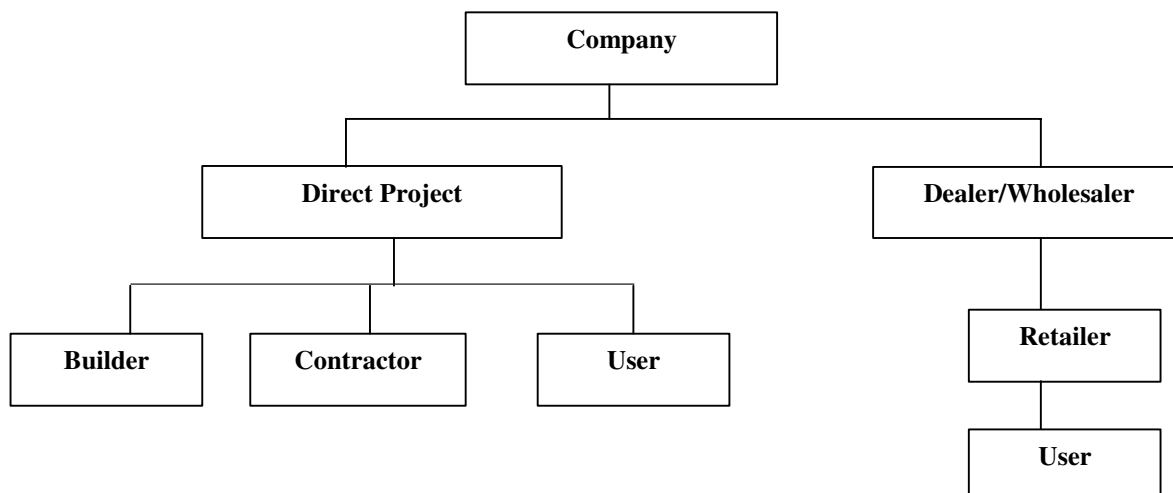 Company
Direct Project
Dealer/Wholesaler
Builder
Contractor
User
Retailer
User